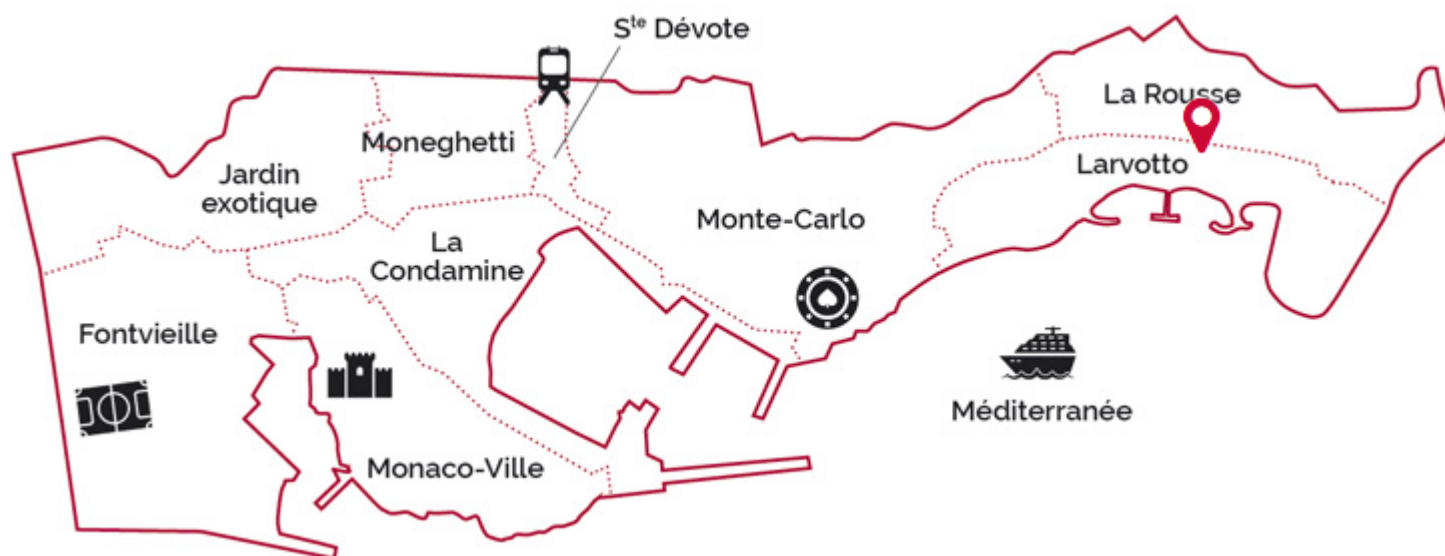 Sᵗᵉ Dévote
La Rousse
Moneghetti
Larvotto
Jardin
exotique
Monte-Carlo
La
Condamine
Fontvieille
Méditerranée
Monaco-Ville